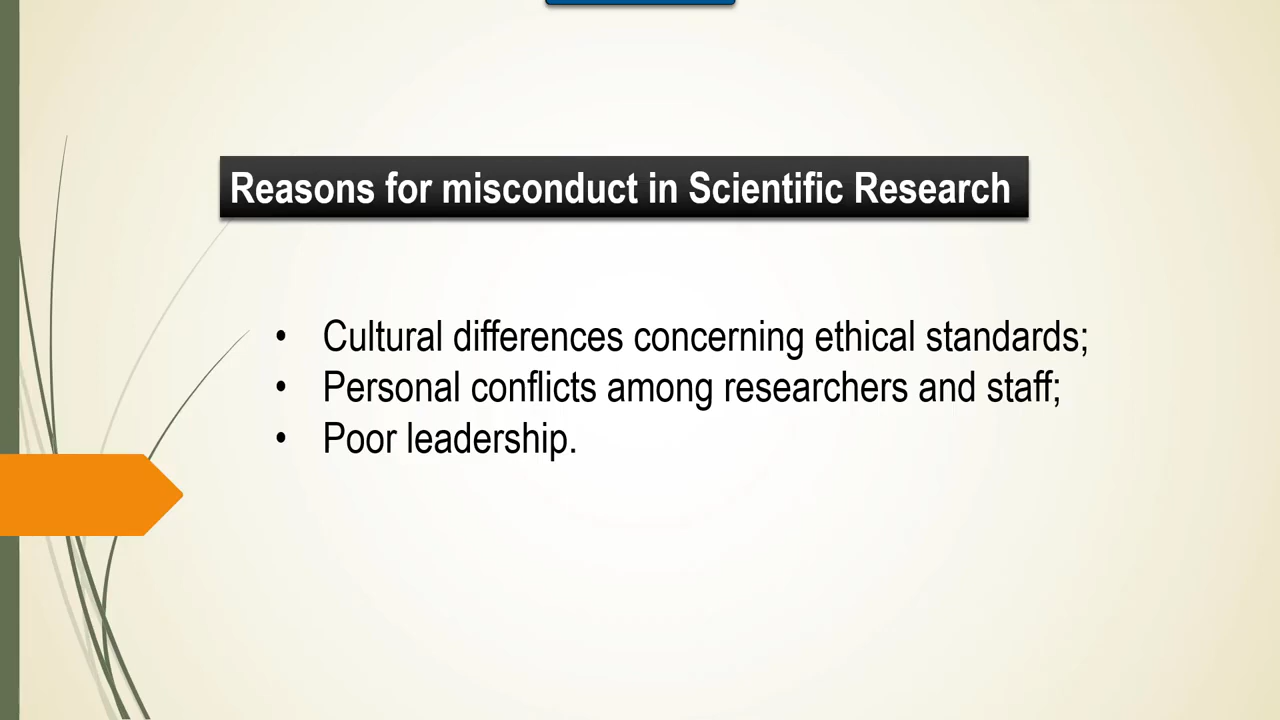 Reasons for misconduct in Scientific Research
• Cultural differences concerning ethical standards;
• Personal conflicts among researchers and staff;
• Poor leadership.